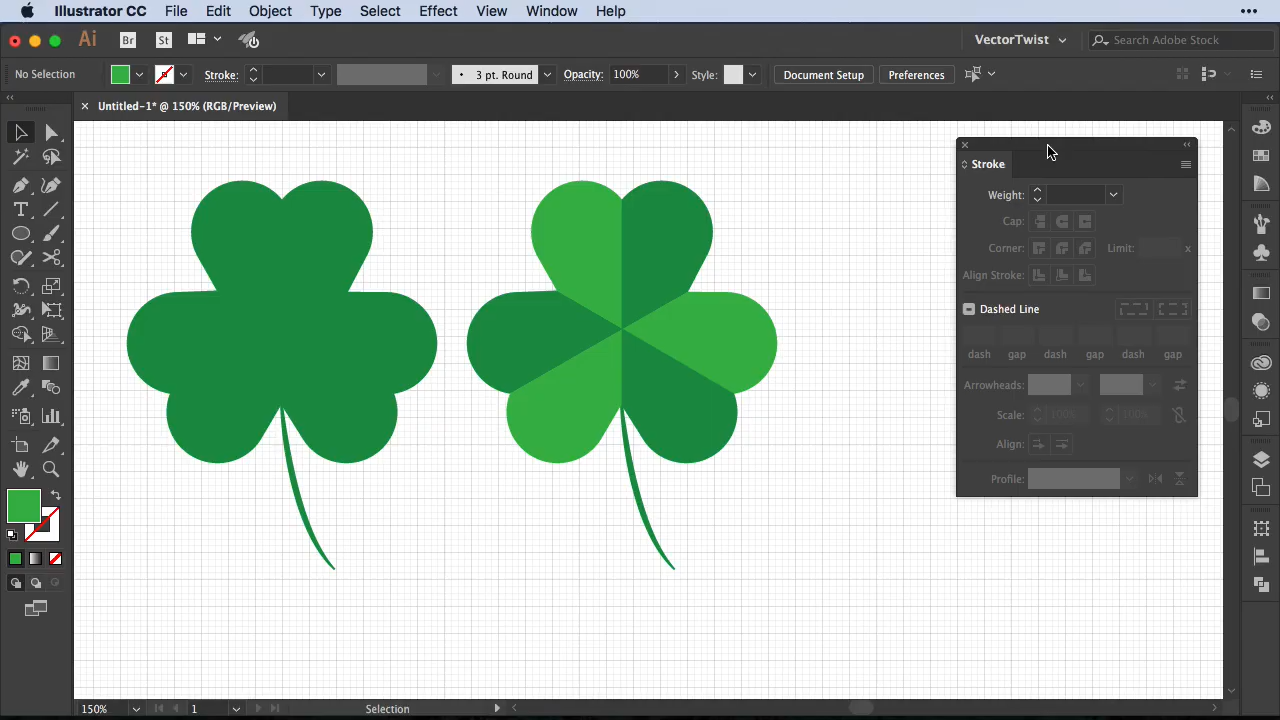 Illustrator CC File Edit Object Type Select Effect View Window Help
Ai Br St VectorTwist Search Adobe Stock
No Selection Stroke: 3 pt. Round Opacity: 100% Style: Document Setup Preferences
Untitled-1* @ 150% (RGB/Preview)
Stroke
Weight:
Cap:
Corner: Limit: x
Align Stroke:
Dashed Line
dash gap dash gap dash gap
Arrowheads:
Scale: 100% 100%
Align:
Profile:
150% 1 Selection